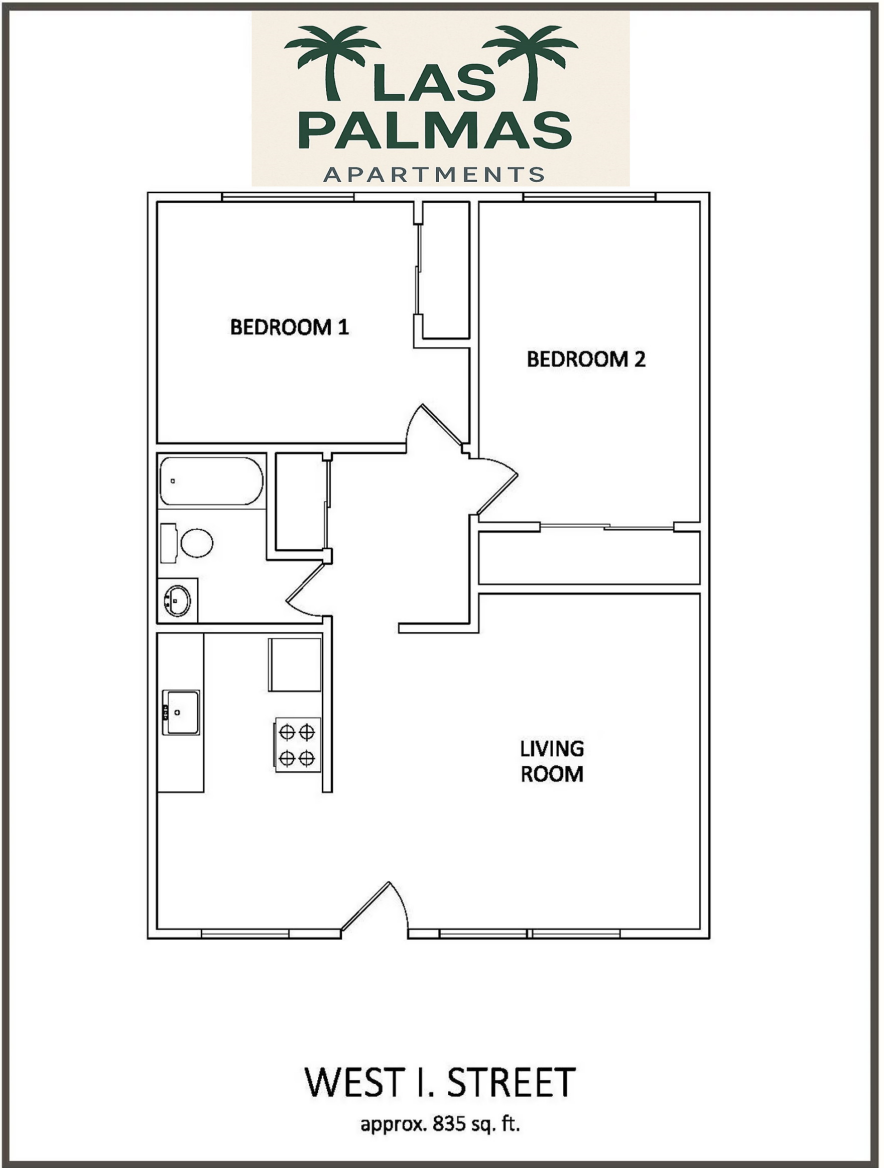 LAS
PALMAS
APARTMENTS
BEDROOM 1
BEDROOM 2
LIVING
ROOM
WEST I. STREET
approx. 835 sq. ft.